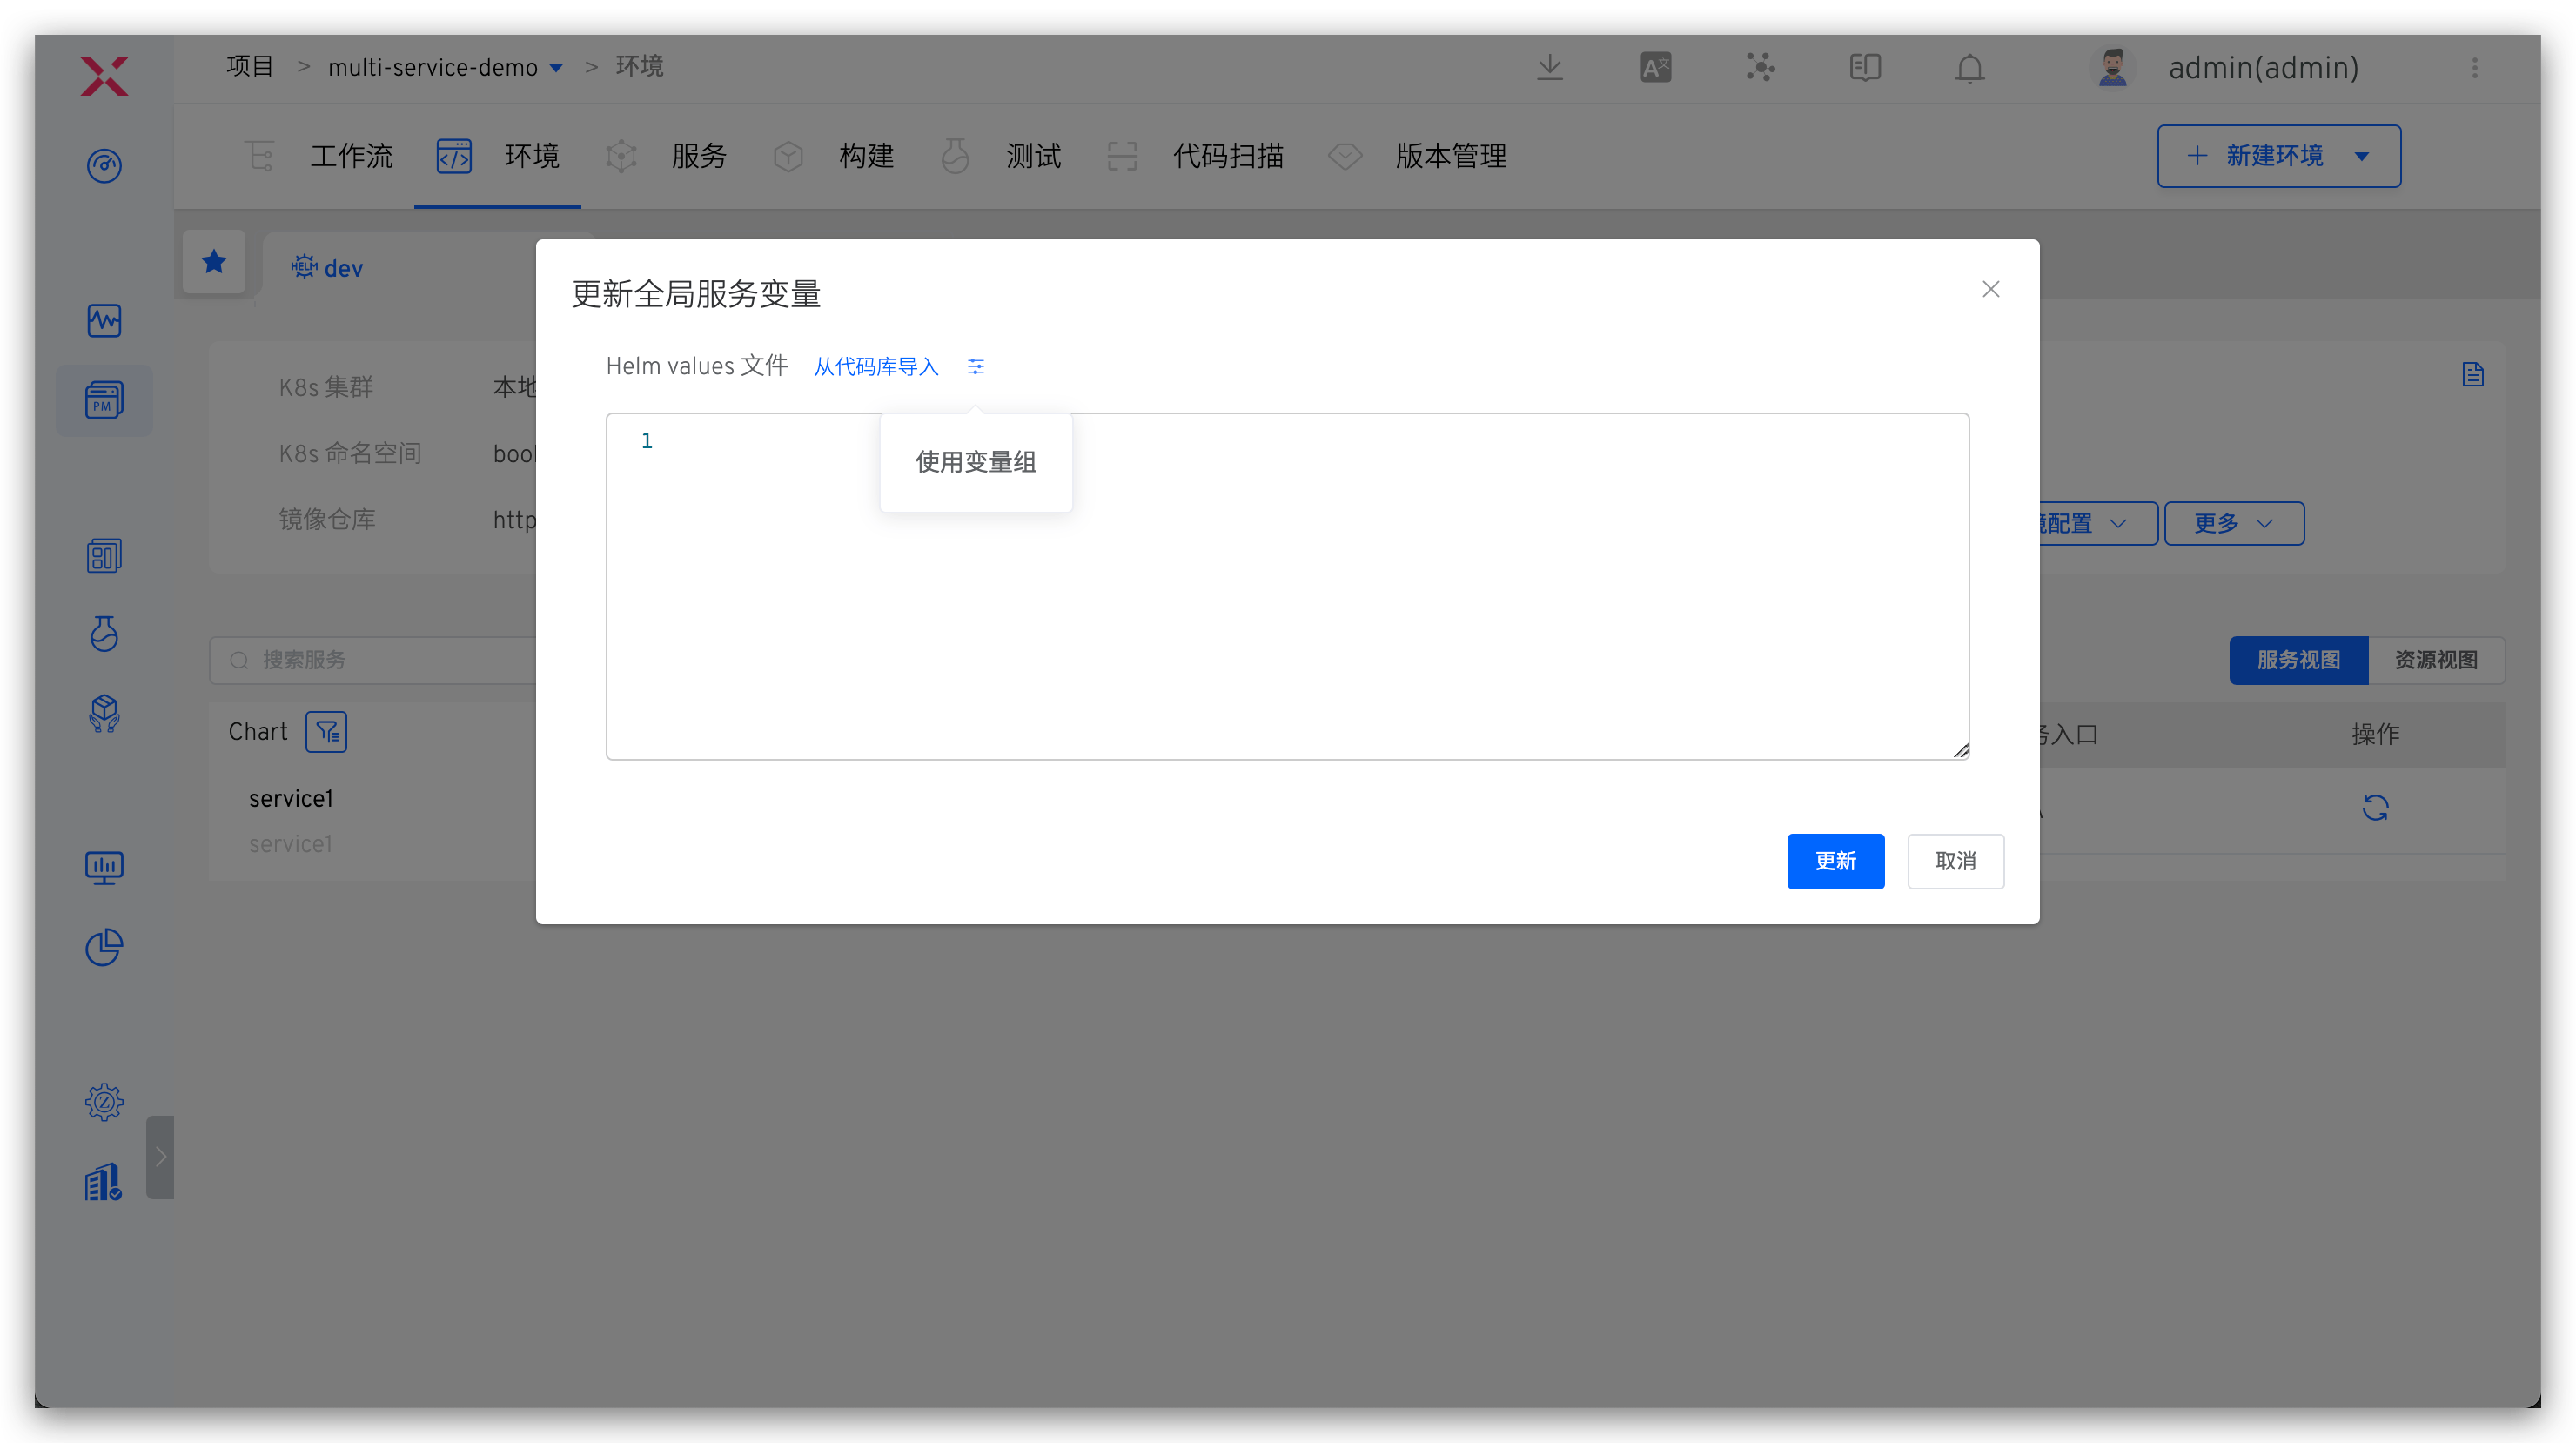 项目 > multi-service-demo > 环境
A文
admin(admin)
工作流 环境 服务 构建 测试 代码扫描 版本管理
+ 新建环境
HELM dev
更新全局服务变量
Helm values 文件 从代码库导入
1
使用变量组
更新 取消
PM
K8s 集群 本地
K8s 命名空间
镜像仓库 http
配置 更多
搜索服务
服务视图 资源视图
Chart
入口 操作
service1
service1
Z